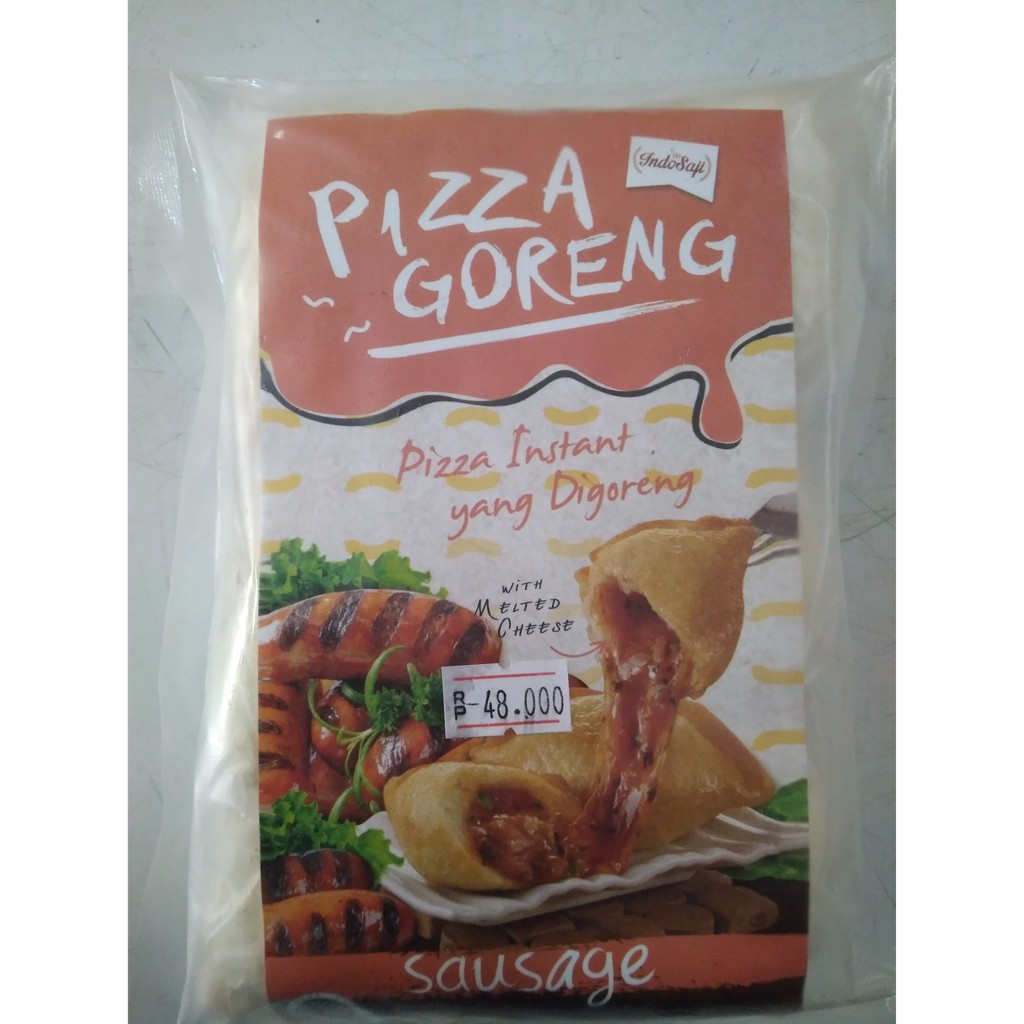 IndoSaji
PIZZA
GORENG
Pizza Instant
yang Digoreng
WITH
MELTED
CHEESE
RP-48.000
sausage